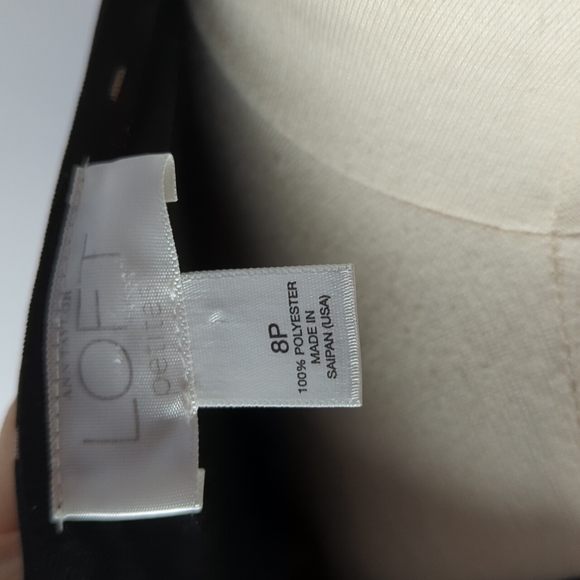 LOFT
petite
8P
100% POLYESTER
MADE IN
SAIPAN (USA)